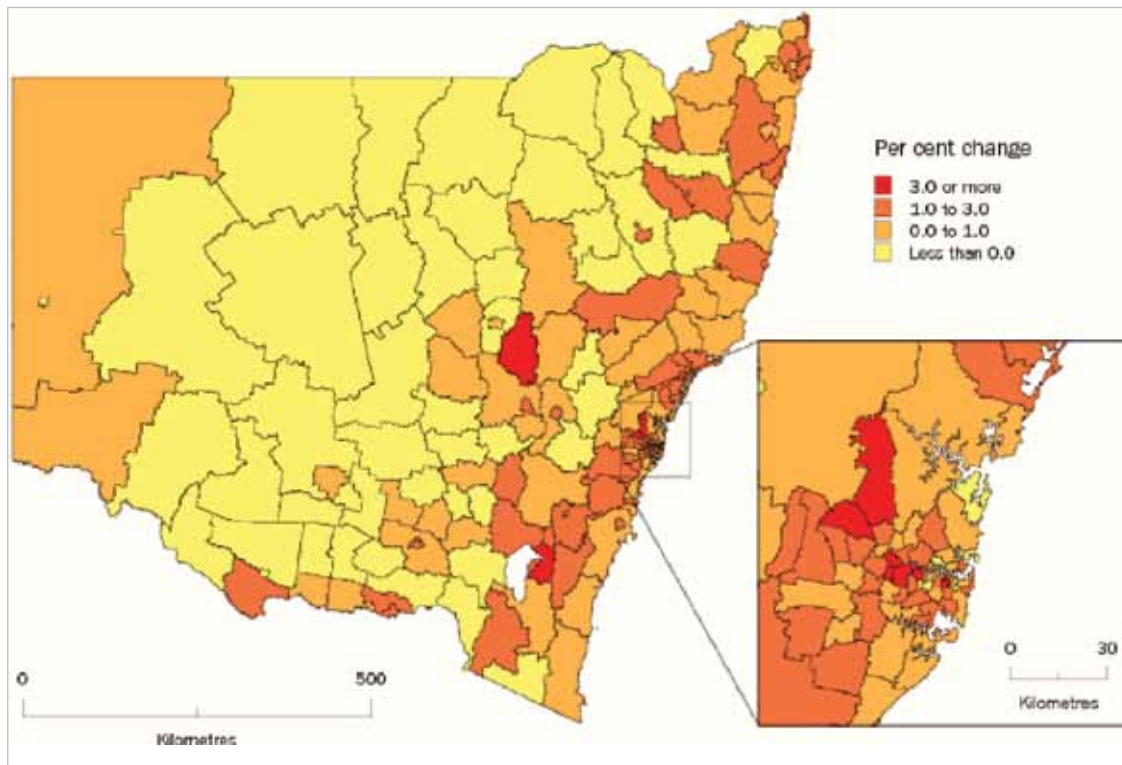 Per cent change
3.0 or more
1.0 to 3.0
0.0 to 1.0
Less than 0.0
0 500
Kilometres
0 30
Kilometres